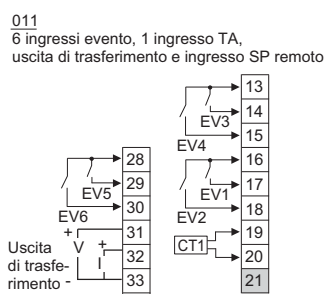 011
6 ingressi evento, 1 ingresso TA,
uscita di trasferimento e ingresso SP remoto
13
14
EV3
15
EV4
16
17
EV1
18
EV2
19
CT1
20
21
28
29
EV5
30
EV6
31
+
V
+
32
I
33
-
Uscita
di trasfe-
rimento